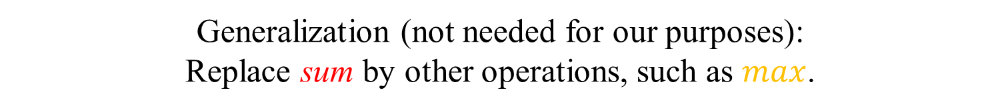 Generalization (not needed for our purposes):
Replace sum by other operations, such as max.